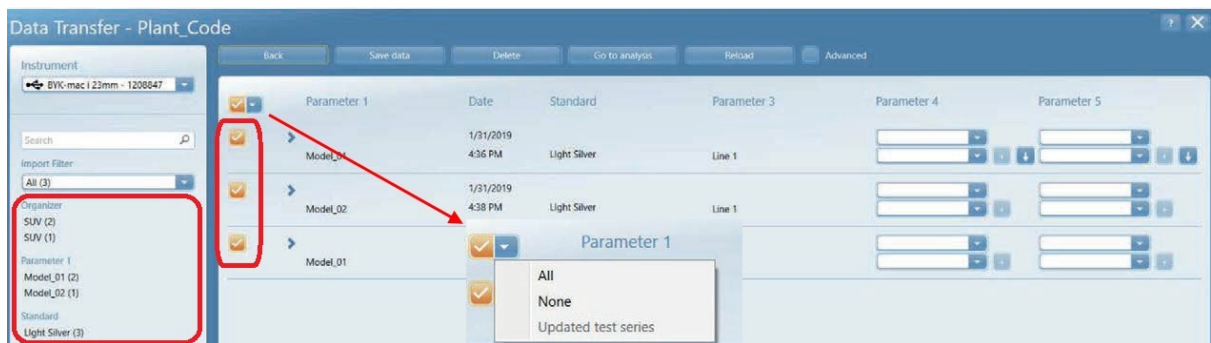 Data Transfer - Plant_Code
?
Back Save data Delete Go to analysis Reload Advanced
Instrument
BYK-mac i 23mm - 1208847
Search
Import Filter
All (3)
Organizer
SUV (2)
SUV (1)
Parameter 1
Model_01 (2)
Model_02 (1)
Standard
Light Silver (3)
Parameter 1 Date Standard Parameter 3 Parameter 4 Parameter 5
1/31/2019
Model_01 4:36 PM Light Silver Line 1
1/31/2019
Model_02 4:38 PM Light Silver Line 1
Model_01
Parameter 1
All
None
Updated test series